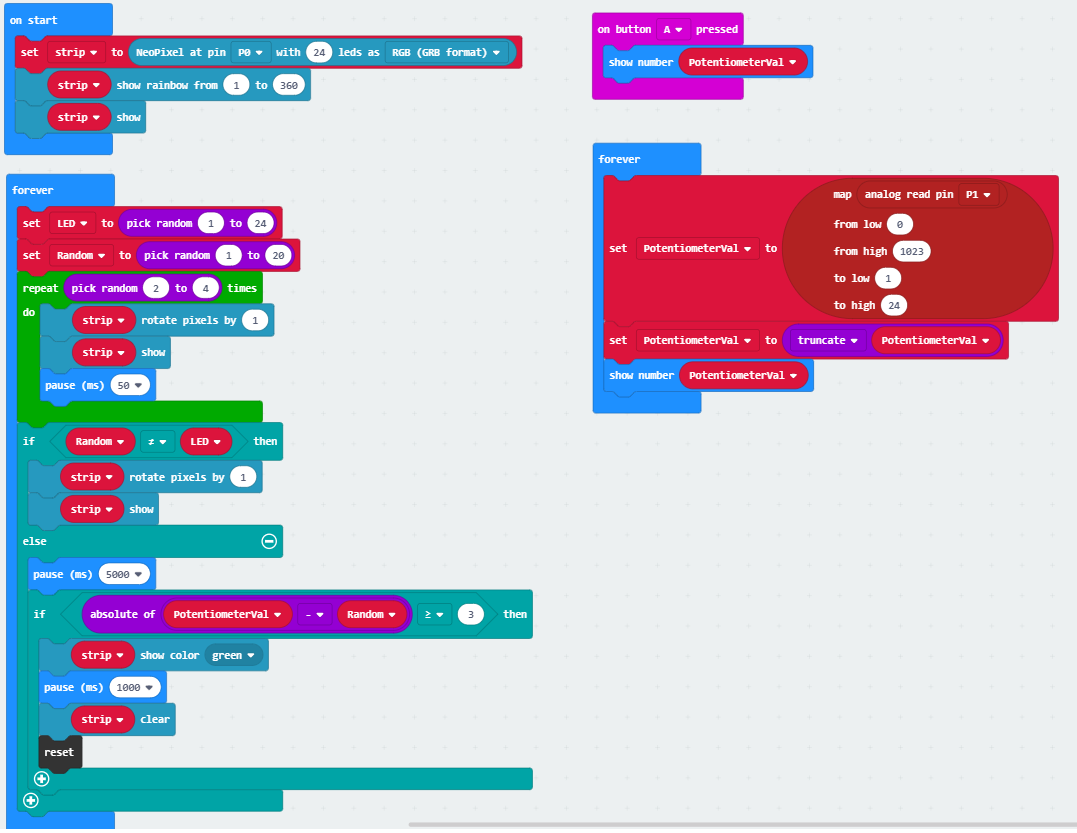 on start
set strip to NeoPixel at pin P0 with 24 leds as RGB (GRB format)
strip show rainbow from 1 to 360
strip show
forever
set LED to pick random 1 to 24
set Random to pick random 1 to 20
repeat pick random 2 to 4 times
do
strip rotate pixels by 1
strip show
pause (ms) 50
if Random ≠ LED then
strip rotate pixels by 1
strip show
else
pause (ms) 5000
if absolute of PotentiometerVal - Random ≥ 3 then
strip show color green
pause (ms) 1000
strip clear
reset
on button A pressed
show number PotentiometerVal
forever
set PotentiometerVal to map analog read pin P1
from low 0
from high 1023
to low 1
to high 24
set PotentiometerVal to truncate PotentiometerVal
show number PotentiometerVal